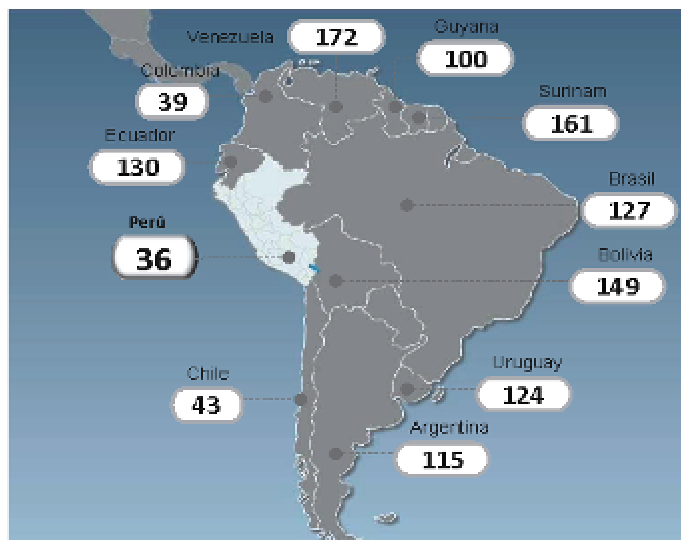 Venezuela
172
Guyana
100
Columbia
39
Surinam
161
Ecuador
130
Brasil
127
Perú
36
Bolivia
149
Chile
43
Uruguay
124
Argentina
115